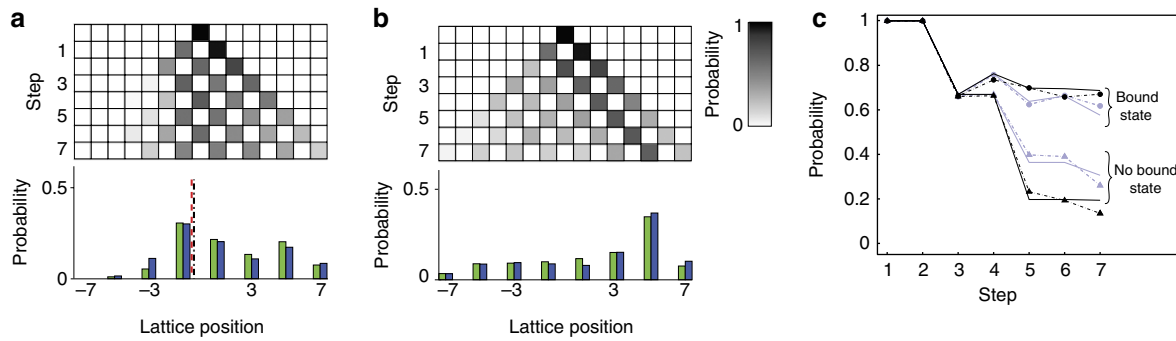 a
Step
1
3
5
7
Probability
0.5
0
−7
−3
3
7
Lattice position
b
Step
1
3
5
7
Probability
1
0
Probability
0.5
0
−7
−3
3
7
Lattice position
c
Probability
1
0.8
0.6
0.4
0.2
0
1 2 3 4 5 6 7
Step
Bound
state
No bound
state